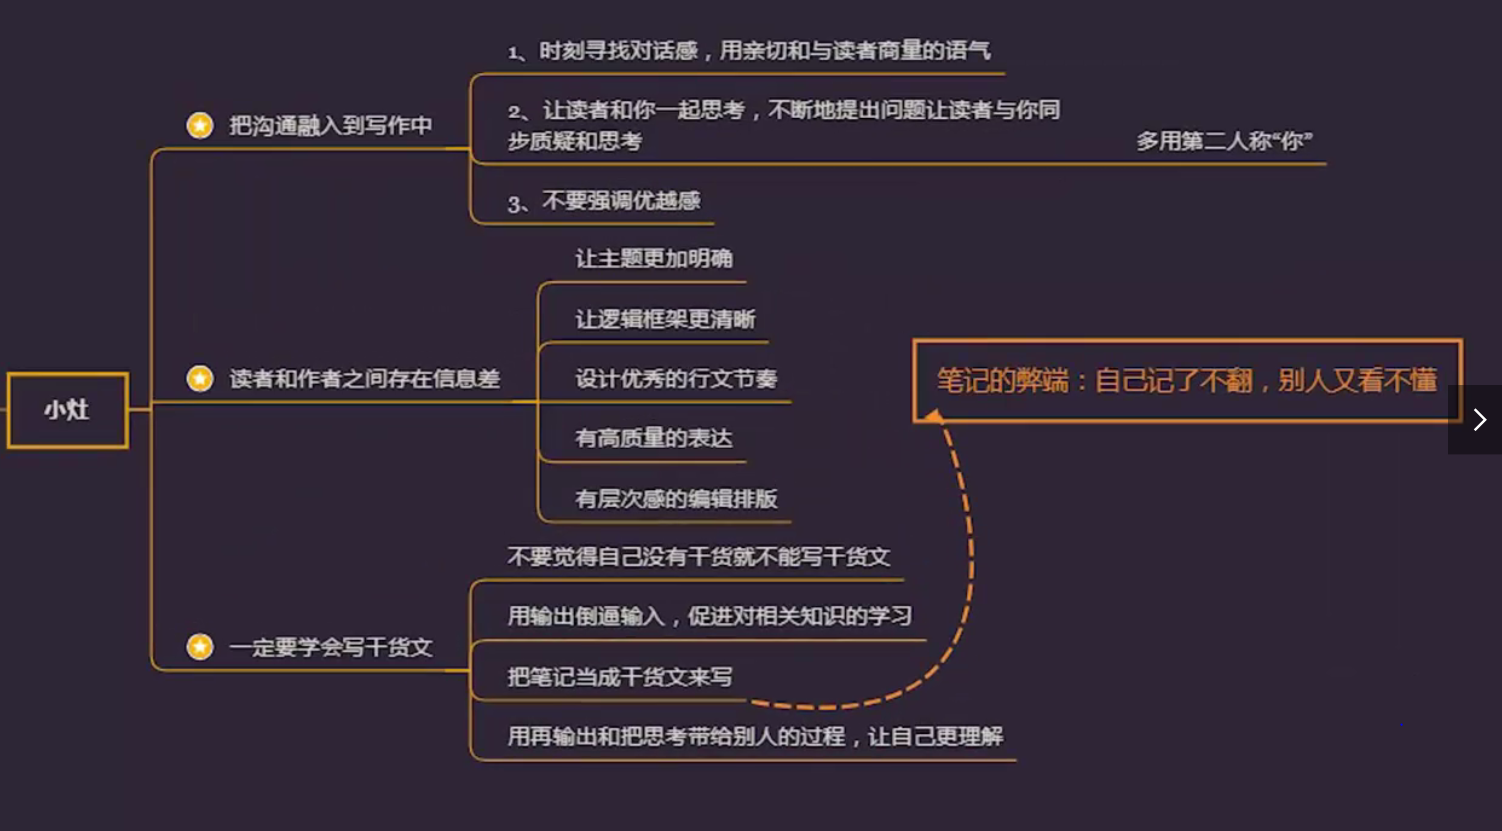 小灶
把沟通融入到写作中
1、时刻寻找对话感，用亲切和与读者商量的语气
2、让读者和你一起思考，不断地提出问题让读者与你同
步质疑和思考
多用第二人称“你”
3、不要强调优越感
读者和作者之间存在信息差
让主题更加明确
让逻辑框架更清晰
设计优秀的行文节奏
有高质量的表达
有层次感的编辑排版
一定要学会写干货文
不要觉得自己没有干货就不能写干货文
用输出倒逼输入，促进对相关知识的学习
把笔记当成干货文来写
笔记的弊端：自己记了不翻，别人又看不懂
用再输出和把思考带给别人的过程，让自己更理解